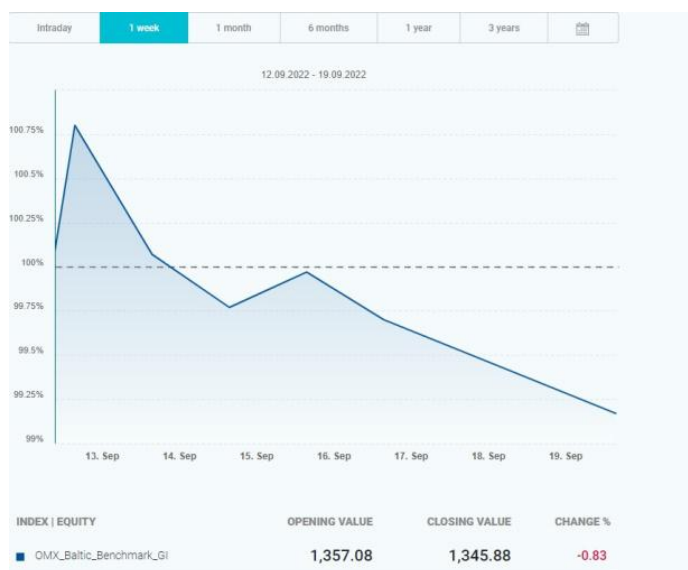 Intraday 1 week 1 month 6 months 1 year 3 years
12.09.2022 - 19.09.2022
100.75%
100.5%
100.25%
100%
99.75%
99.5%
99.25%
99%
13. Sep 14. Sep 15. Sep 16. Sep 17. Sep 18. Sep 19. Sep
INDEX | EQUITY OPENING VALUE CLOSING VALUE CHANGE %
OMX_Baltic_Benchmark_GI 1,357.08 1,345.88 -0.83